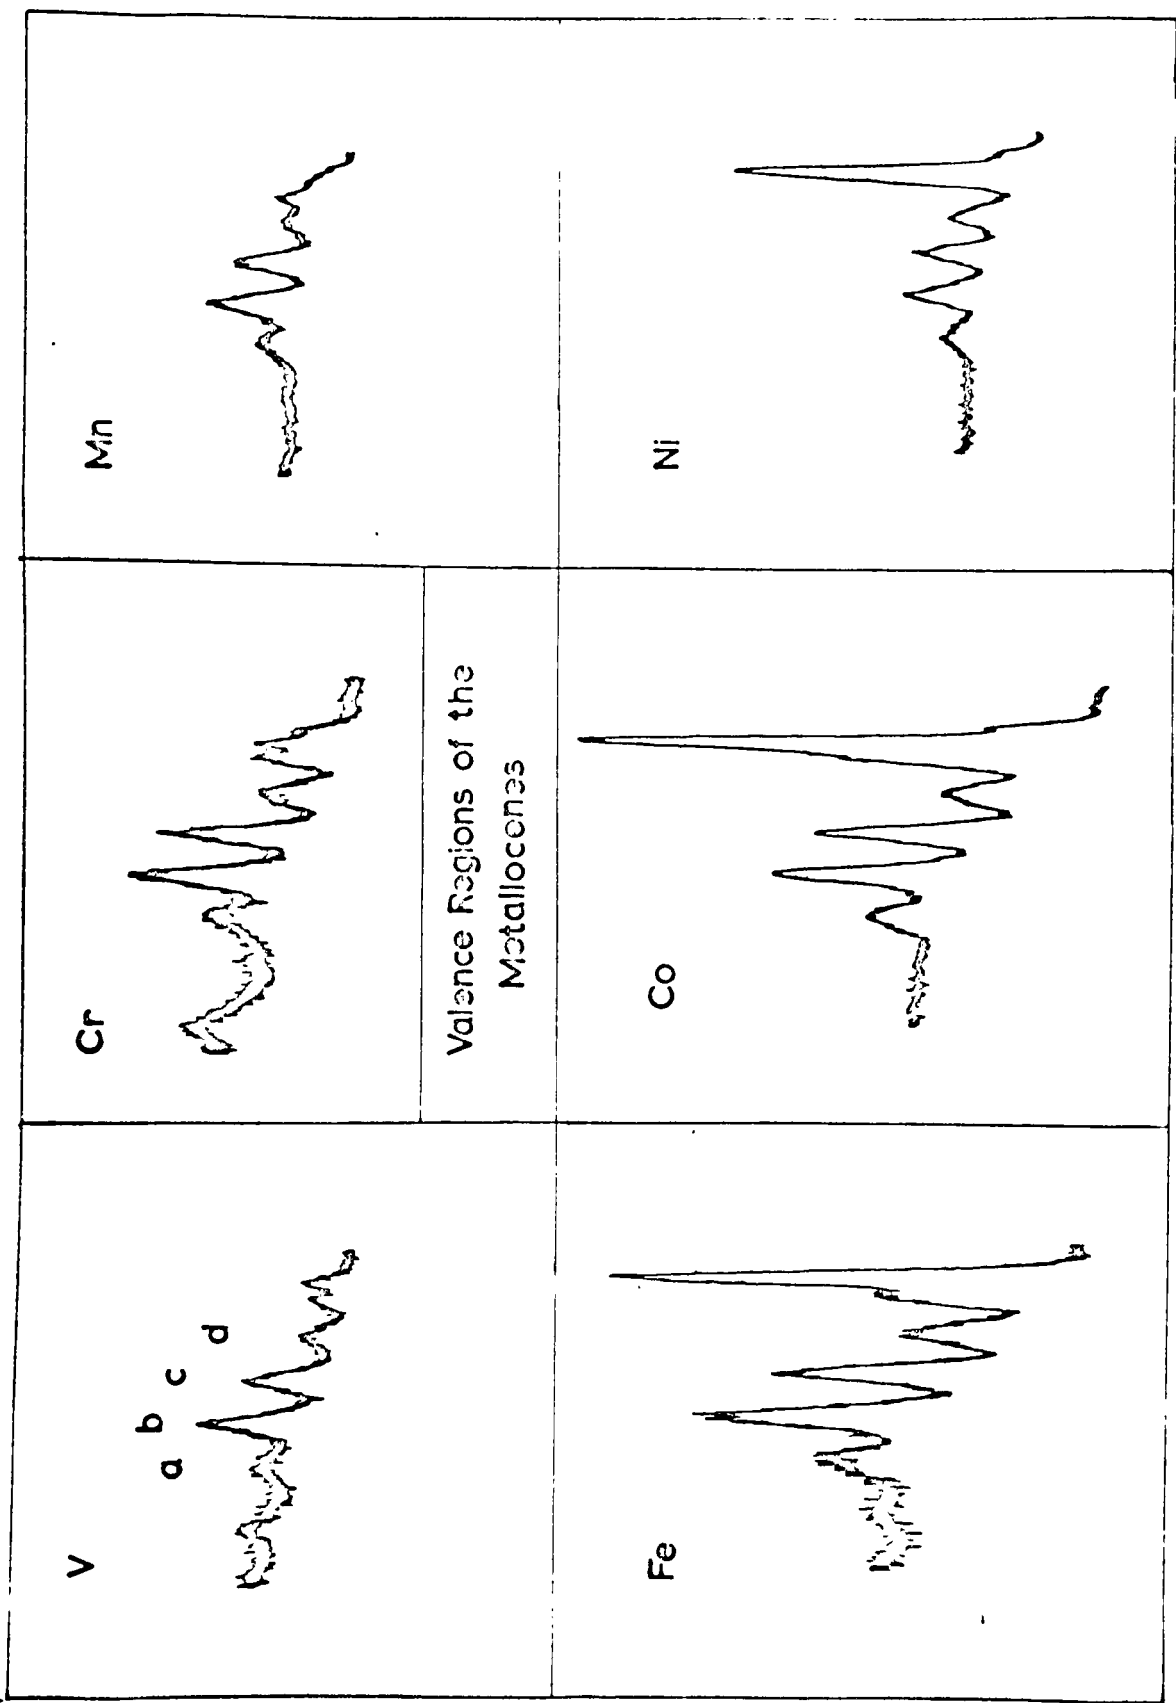 V
Cr
Mn
a
b
c
d
Valence Regions of the
Metallocenes
Fe
Co
Ni